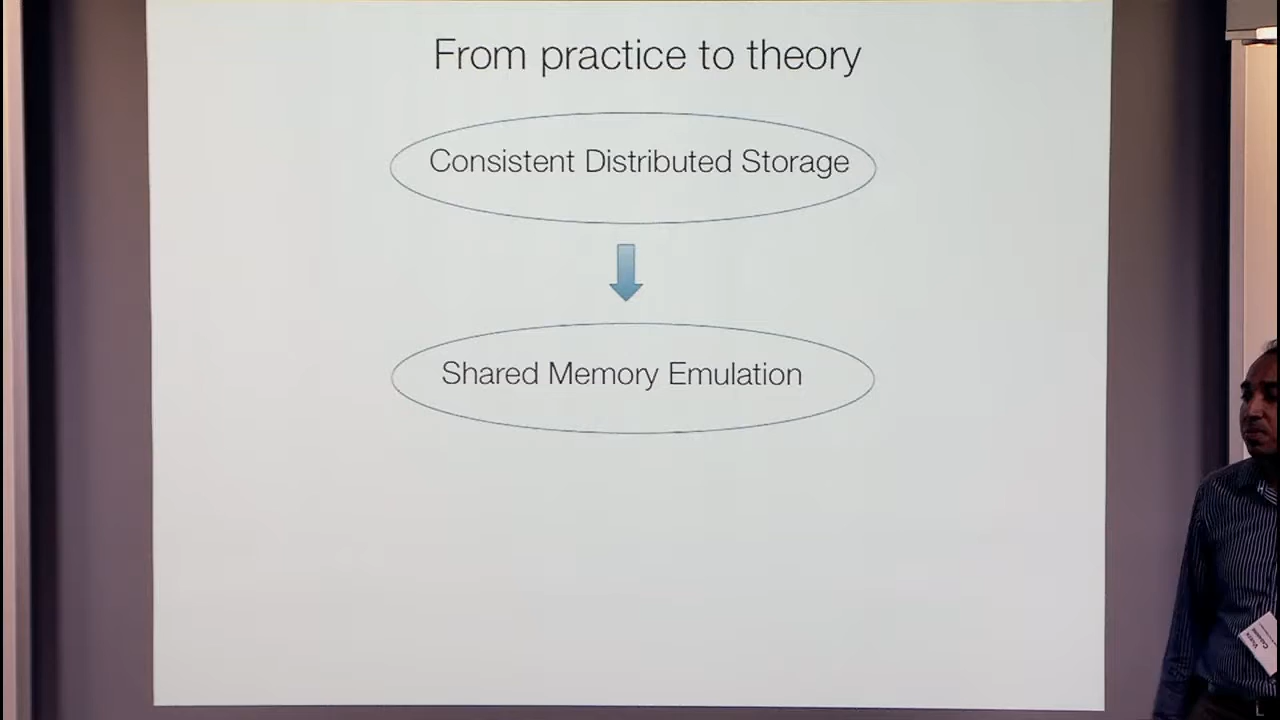 From practice to theory
Consistent Distributed Storage
Shared Memory Emulation